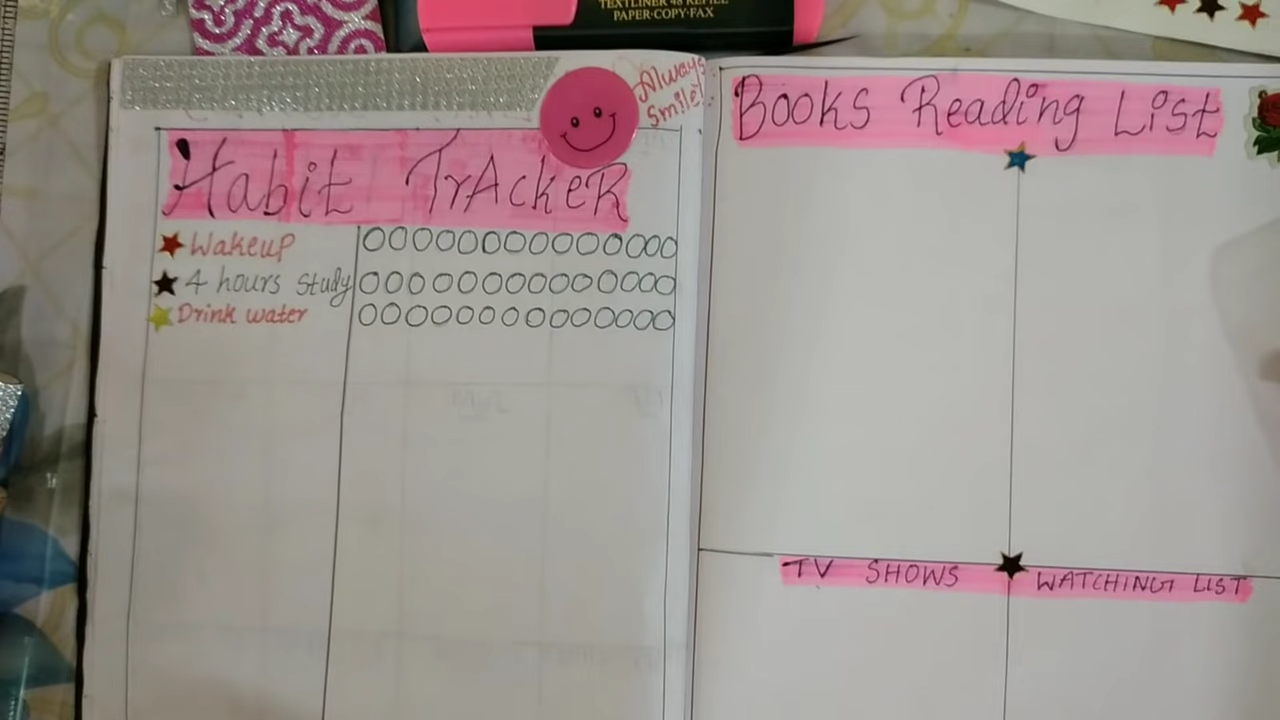 TEXTLINER 48 REFILL
PAPER·COPY·FAX
Always
Smile!
Habit TrAckeR
Wakeup
4 hours study
Drink water
Books Reading List
TV SHOWS WATCHING LIST